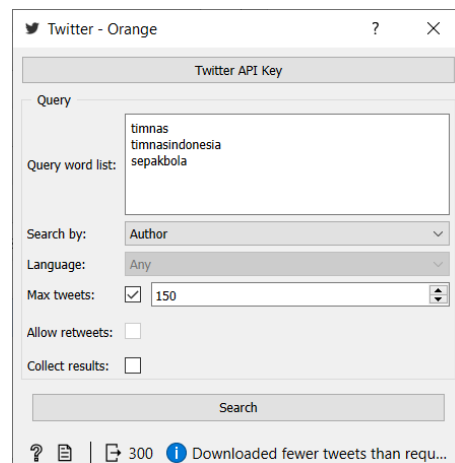 Twitter - Orange ? ×
Twitter API Key
Query
Query word list:
timnas
timnasindonesia
sepakbola
Search by: Author
Language: Any
Max tweets: 150
Allow retweets:
Collect results:
Search
? 300 Downloaded fewer tweets than requ...